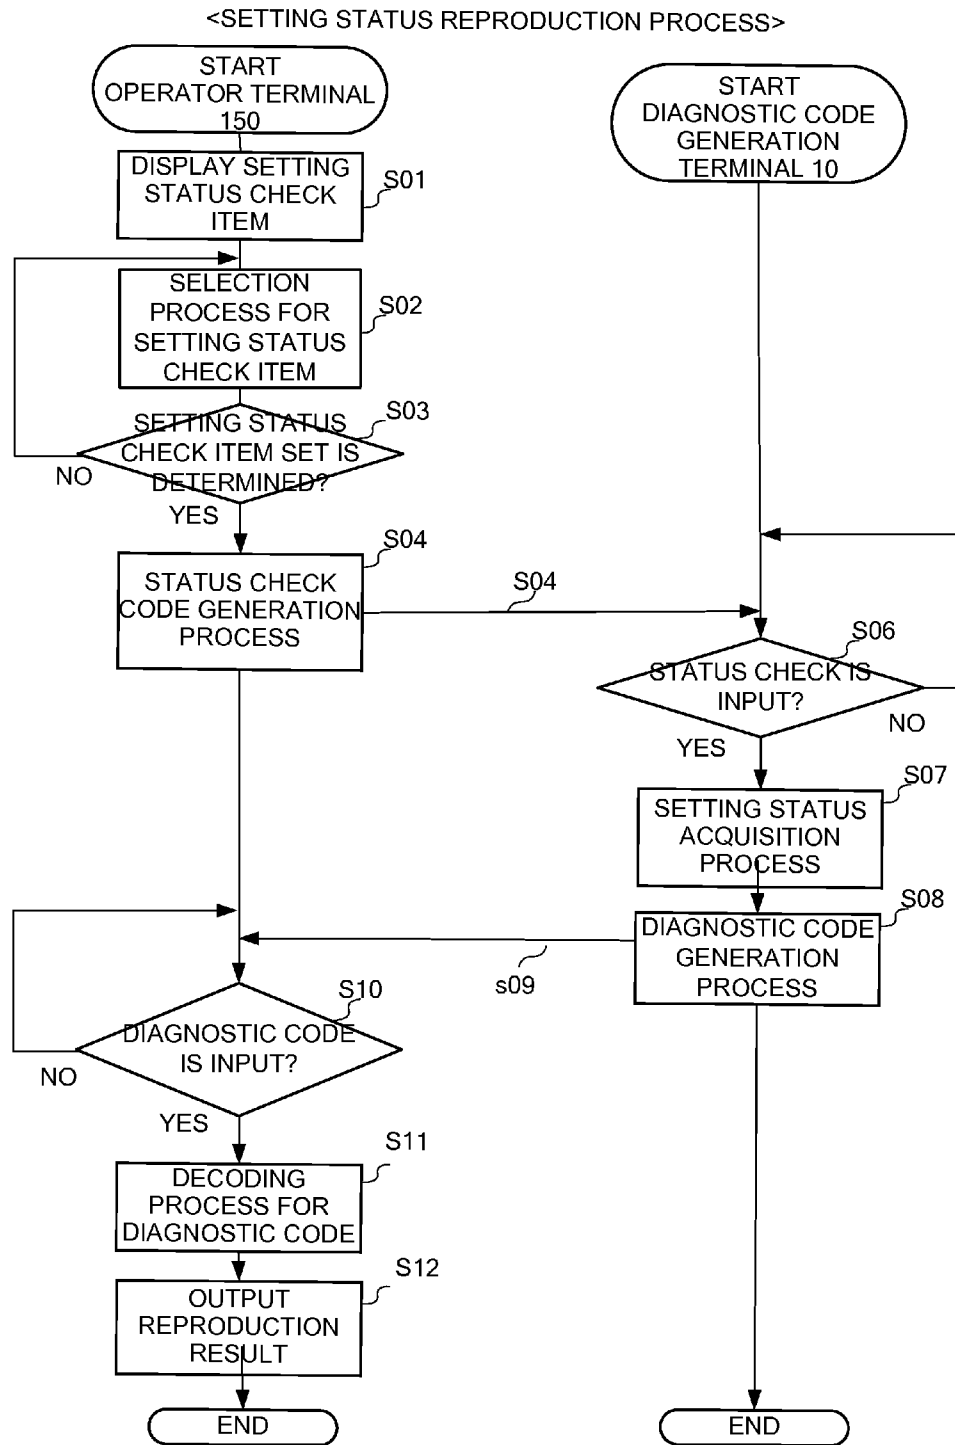 <SETTING STATUS REPRODUCTION PROCESS>
START
OPERATOR TERMINAL
150
START
DIAGNOSTIC CODE
GENERATION
TERMINAL 10
DISPLAY SETTING
STATUS CHECK
ITEM
S01
SELECTION
PROCESS FOR
SETTING STATUS
CHECK ITEM
S02
SETTING STATUS
CHECK ITEM SET IS
DETERMINED?
S03
NO
YES
STATUS CHECK
CODE GENERATION
PROCESS
S04
S04
STATUS CHECK IS
INPUT?
S06
NO
YES
SETTING STATUS
ACQUISITION
PROCESS
S07
DIAGNOSTIC CODE
GENERATION
PROCESS
S08
s09
DIAGNOSTIC CODE
IS INPUT?
S10
NO
YES
DECODING
PROCESS FOR
DIAGNOSTIC CODE
S11
OUTPUT
REPRODUCTION
RESULT
S12
END
END